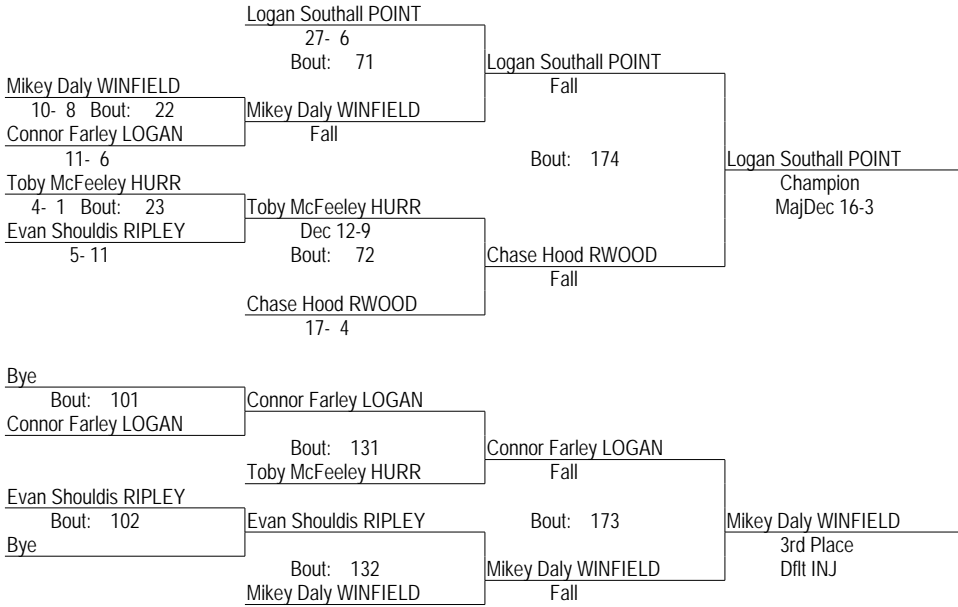 Logan Southall POINT
27- 6
Bout: 71
Logan Southall POINT
Fall
Mikey Daly WINFIELD
10- 8 Bout: 22
Mikey Daly WINFIELD
Connor Farley LOGAN
Fall
11- 6
Bout: 174
Logan Southall POINT
Toby McFeeley HURR
Champion
4- 1 Bout: 23
Toby McFeeley HURR
MajDec 16-3
Evan Shouldis RIPLEY
Dec 12-9
5- 11
Bout: 72
Chase Hood RWOOD
Fall
Chase Hood RWOOD
17- 4
Bye
Bout: 101
Connor Farley LOGAN
Connor Farley LOGAN
Bout: 131
Connor Farley LOGAN
Toby McFeeley HURR
Fall
Evan Shouldis RIPLEY
Bout: 102
Evan Shouldis RIPLEY
Bout: 173
Mikey Daly WINFIELD
Bye
3rd Place
Bout: 132
Mikey Daly WINFIELD
Dflt INJ
Mikey Daly WINFIELD
Fall